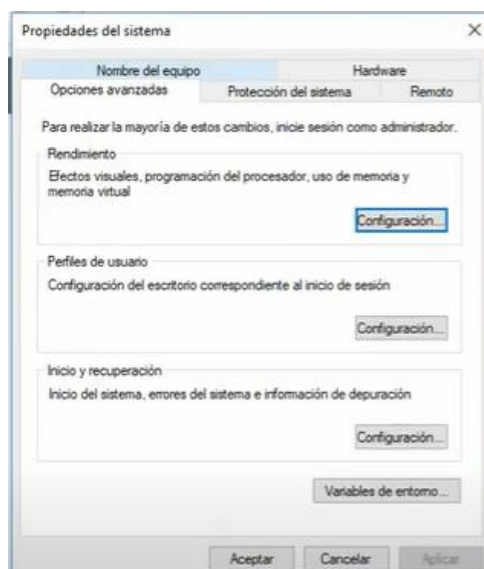 Propiedades del sistema
Nombre del equipo
Hardware
Opciones avanzadas
Protección del sistema
Remoto
Para realizar la mayoría de estos cambios, inicie sesión como administrador.
Rendimiento
Efectos visuales, programación del procesador, uso de memoria y
memoria virtual
Configuración...
Perfiles de usuario
Configuración del escritorio correspondiente al inicio de sesión
Configuración...
Inicio y recuperación
Inicio del sistema, errores del sistema e información de depuración
Configuración...
Variables de entorno...
Aceptar
Cancelar
Aplicar